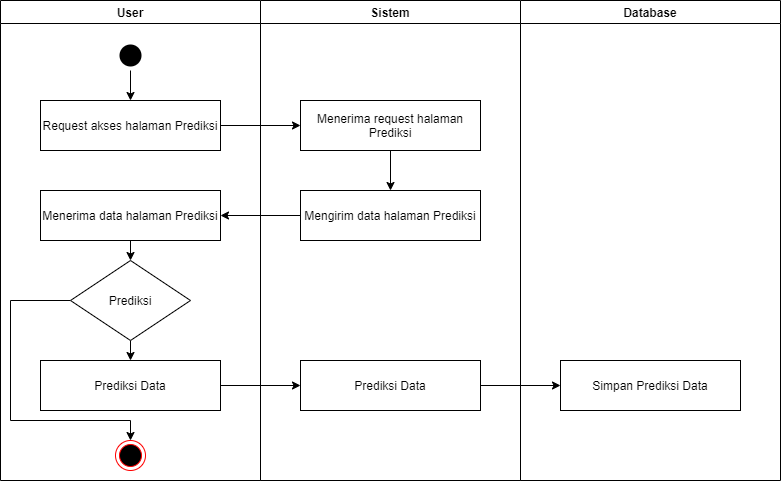 User
Sistem
Database
Request akses halaman Prediksi
Menerima request halaman
Prediksi
Menerima data halaman Prediksi
Mengirim data halaman Prediksi
Prediksi
Prediksi Data
Prediksi Data
Simpan Prediksi Data